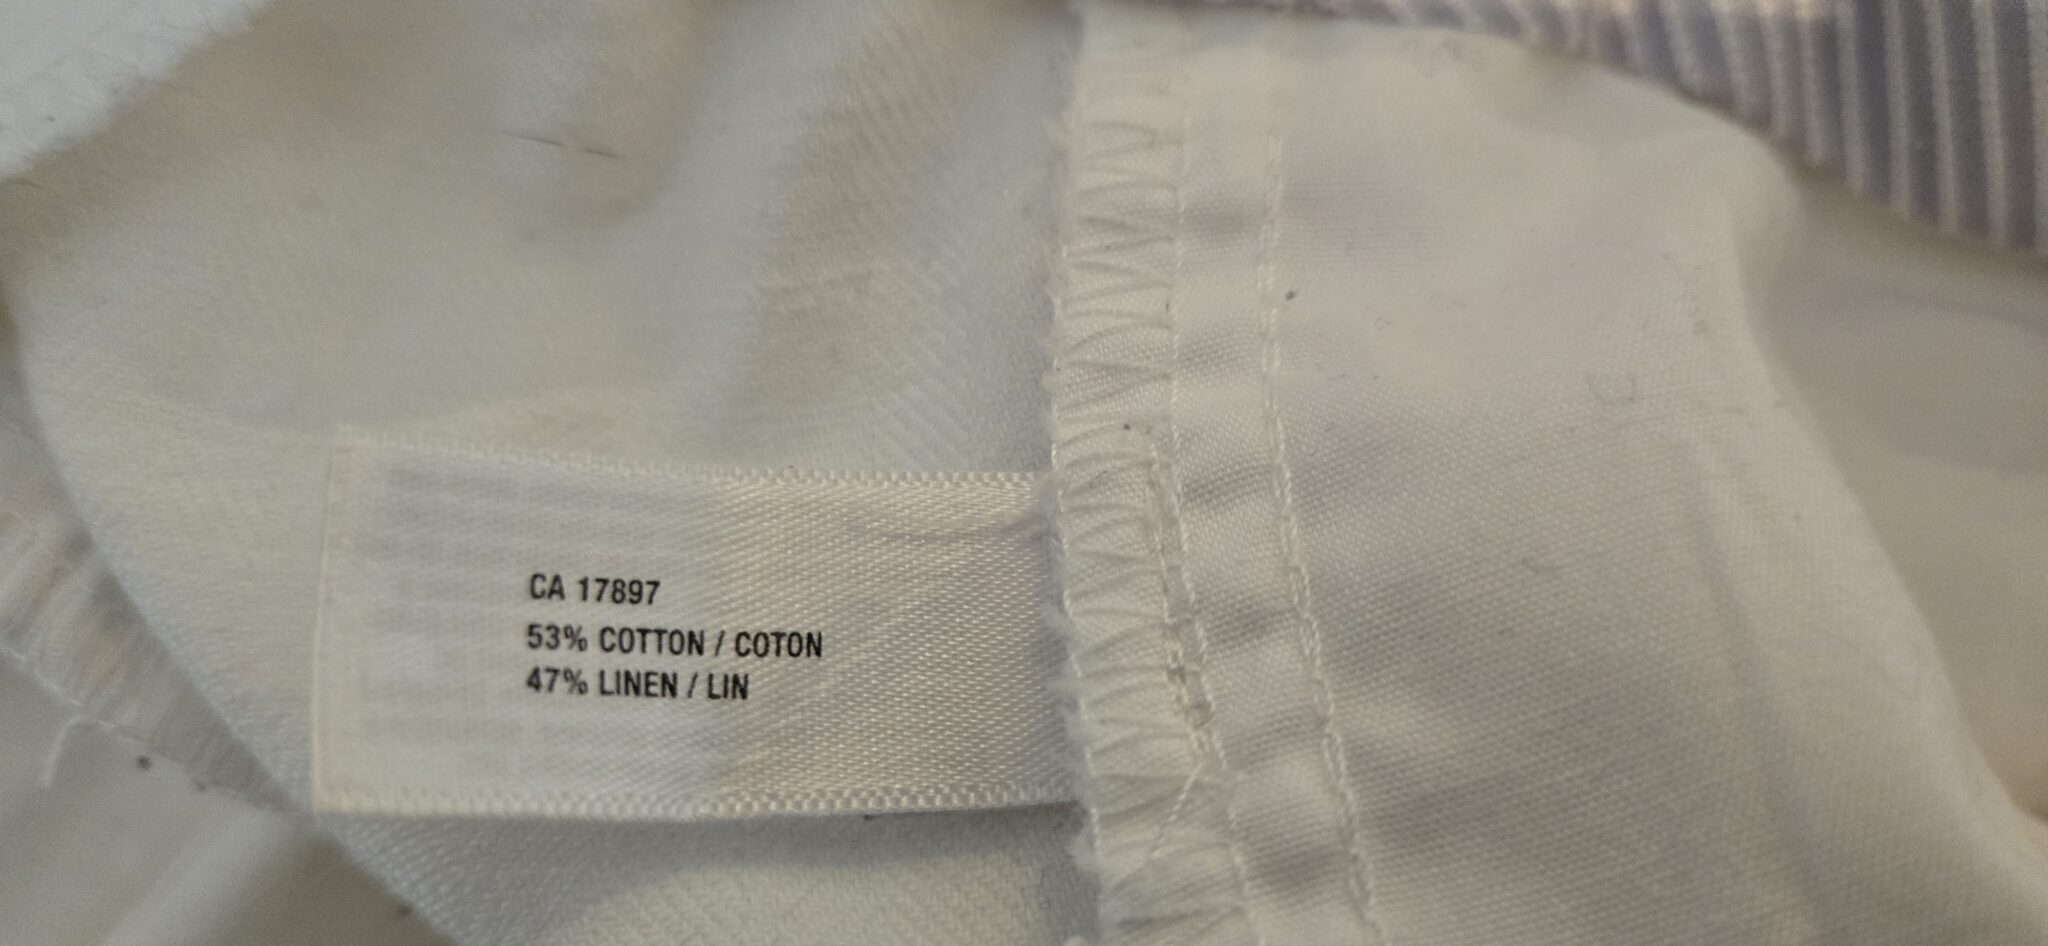 CA 17897
53% COTTON / COTON
47% LINEN / LIN